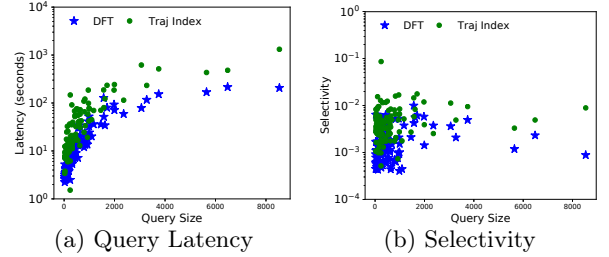 DFT Traj Index
10^4
10^3
10^2
10^1
10^0
Latency (seconds)
0 2000 4000 6000 8000
Query Size
(a) Query Latency
DFT Traj Index
10^0
10^-1
10^-2
10^-3
10^-4
Selectivity
0 2000 4000 6000 8000
Query Size
(b) Selectivity